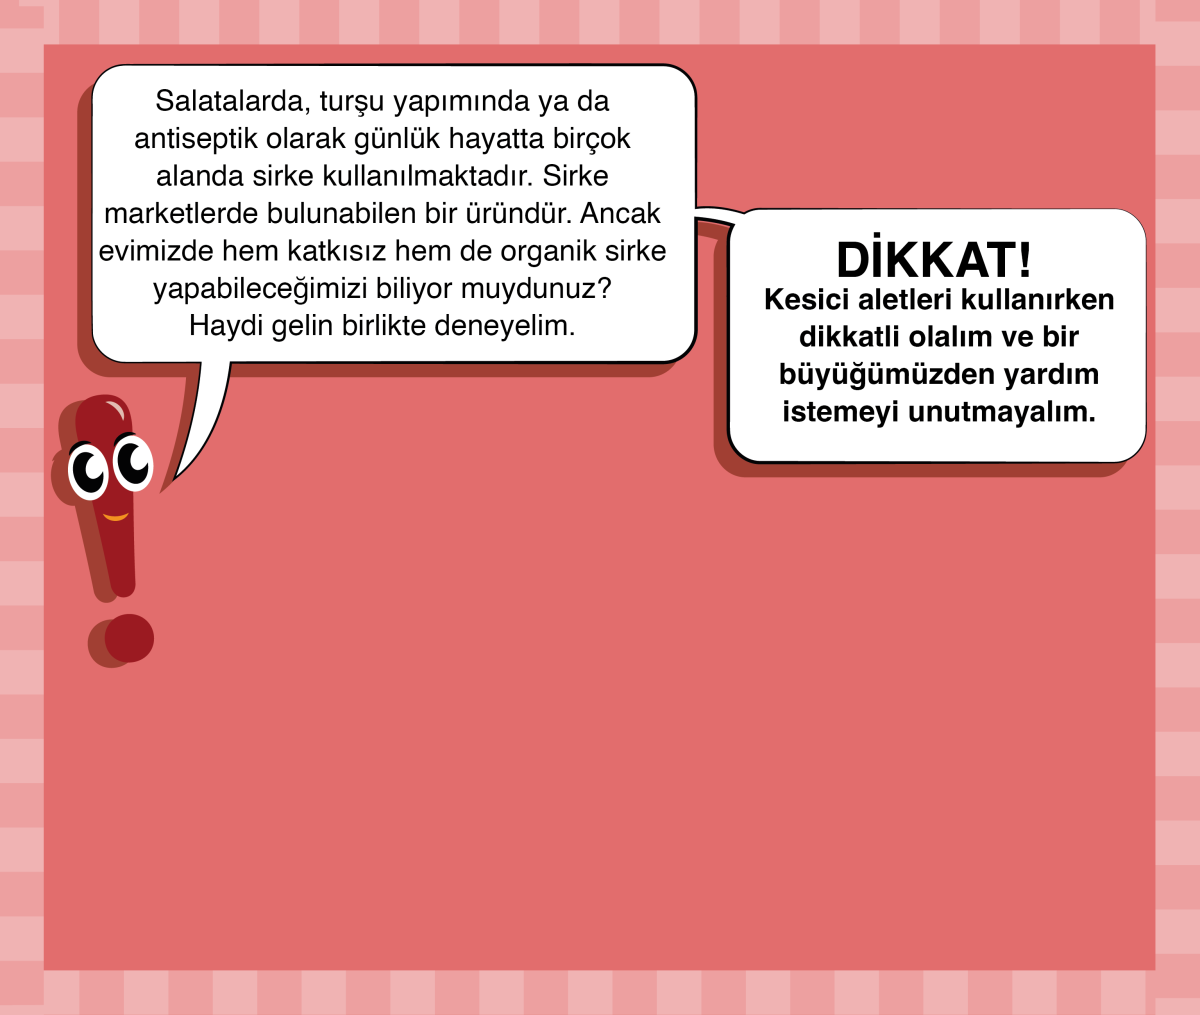 Salatalarda, turşu yapımında ya da
antiseptik olarak günlük hayatta birçok
alanda sirke kullanılmaktadır. Sirke
marketlerde bulunabilen bir üründür. Ancak
evimizde hem katkısız hem de organik sirke
yapabileceğimizi biliyor muydunuz?
Haydi gelin birlikte deneyelim.
DİKKAT!
Kesici aletleri kullanırken
dikkatli olalım ve bir
büyüğümüzden yardım
istemeyi unutmayalım.